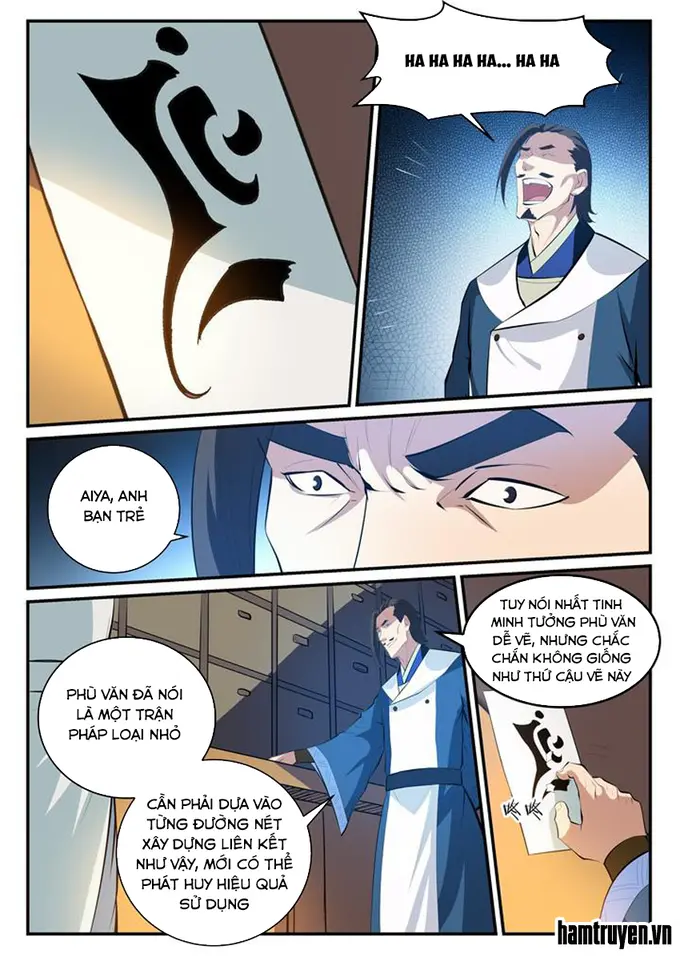 HA HA HA HA... HA HA
AIYA, ANH
BẠN TRẺ
TUY NÓI NHẤT TINH
MINH TƯỞNG PHÙ VĂN
DỄ VẼ, NHƯNG CHẮC
CHẮN KHÔNG GIỐNG
NHƯ THỨ CẬU VẼ NÀY
PHÙ VĂN ĐÃ NÓI
LÀ MỘT TRẬN
PHÁP LOẠI NHỎ
CẦN PHẢI DỰA VÀO
TỪNG ĐƯỜNG NÉT
XÂY DỰNG LIÊN KẾT
NHƯ VẬY, MỚI CÓ THỂ
PHÁT HUY HIỆU QUẢ
SỬ DỤNG
hamtruyen.vn